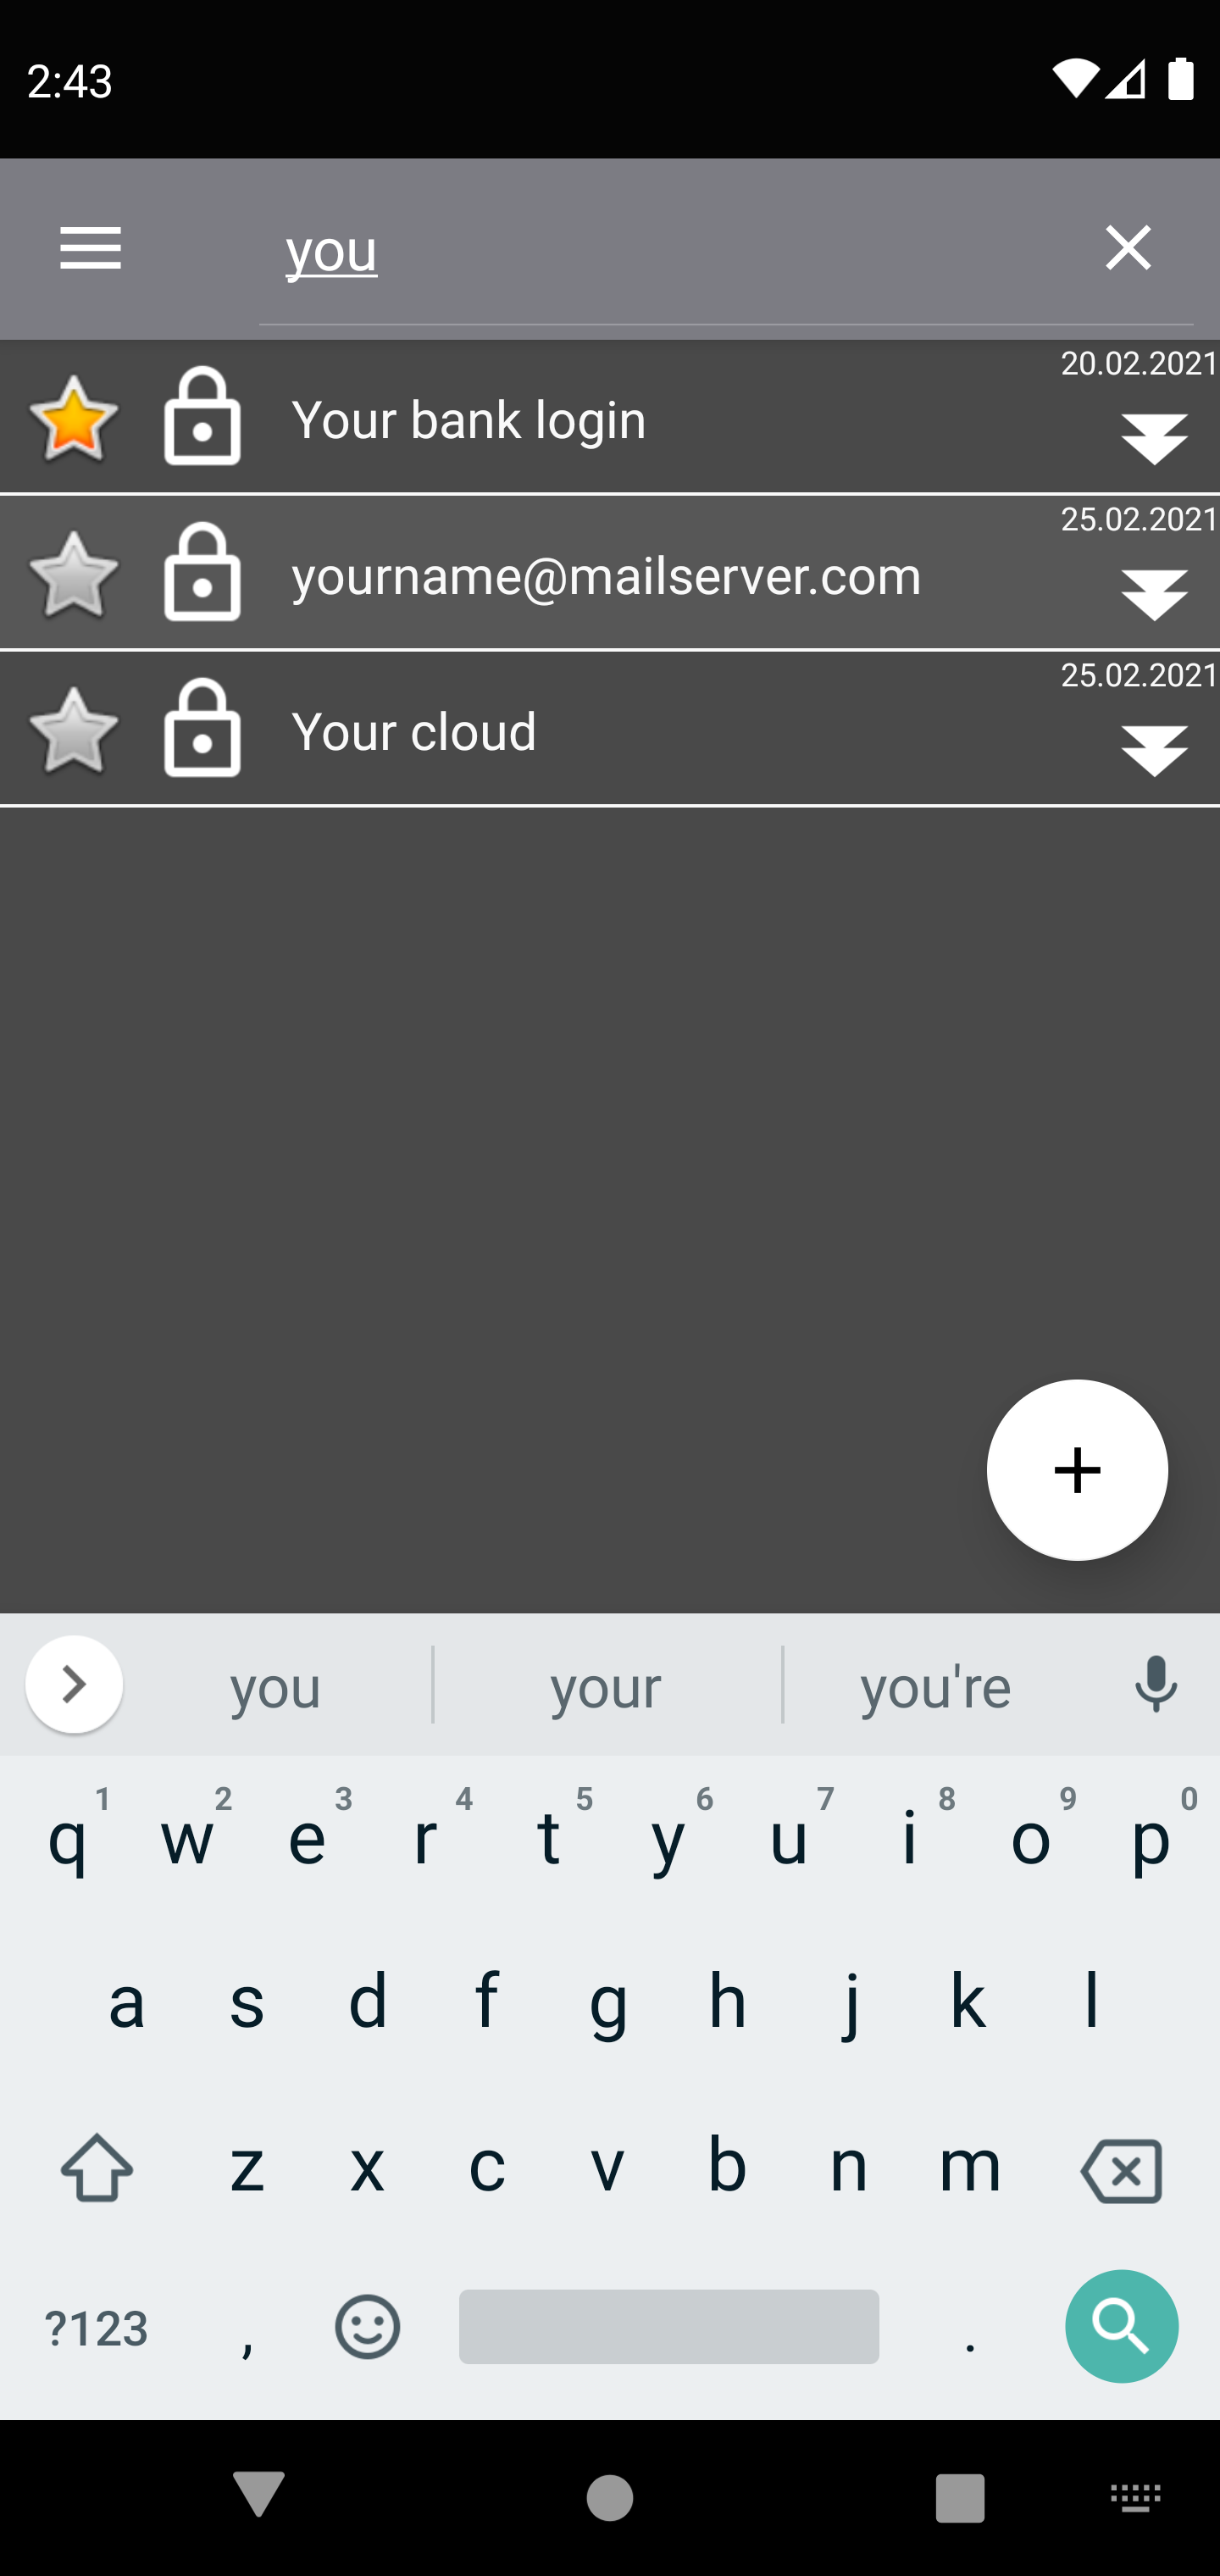 2:43
you
20.02.2021
Your bank login
25.02.2021
yourname@mailserver.com
25.02.2021
Your cloud
+
you your you're
1 2 3 4 5 6 7 8 9 0
q w e r t y u i o p
a s d f g h j k l
z x c v b n m
?123 , .